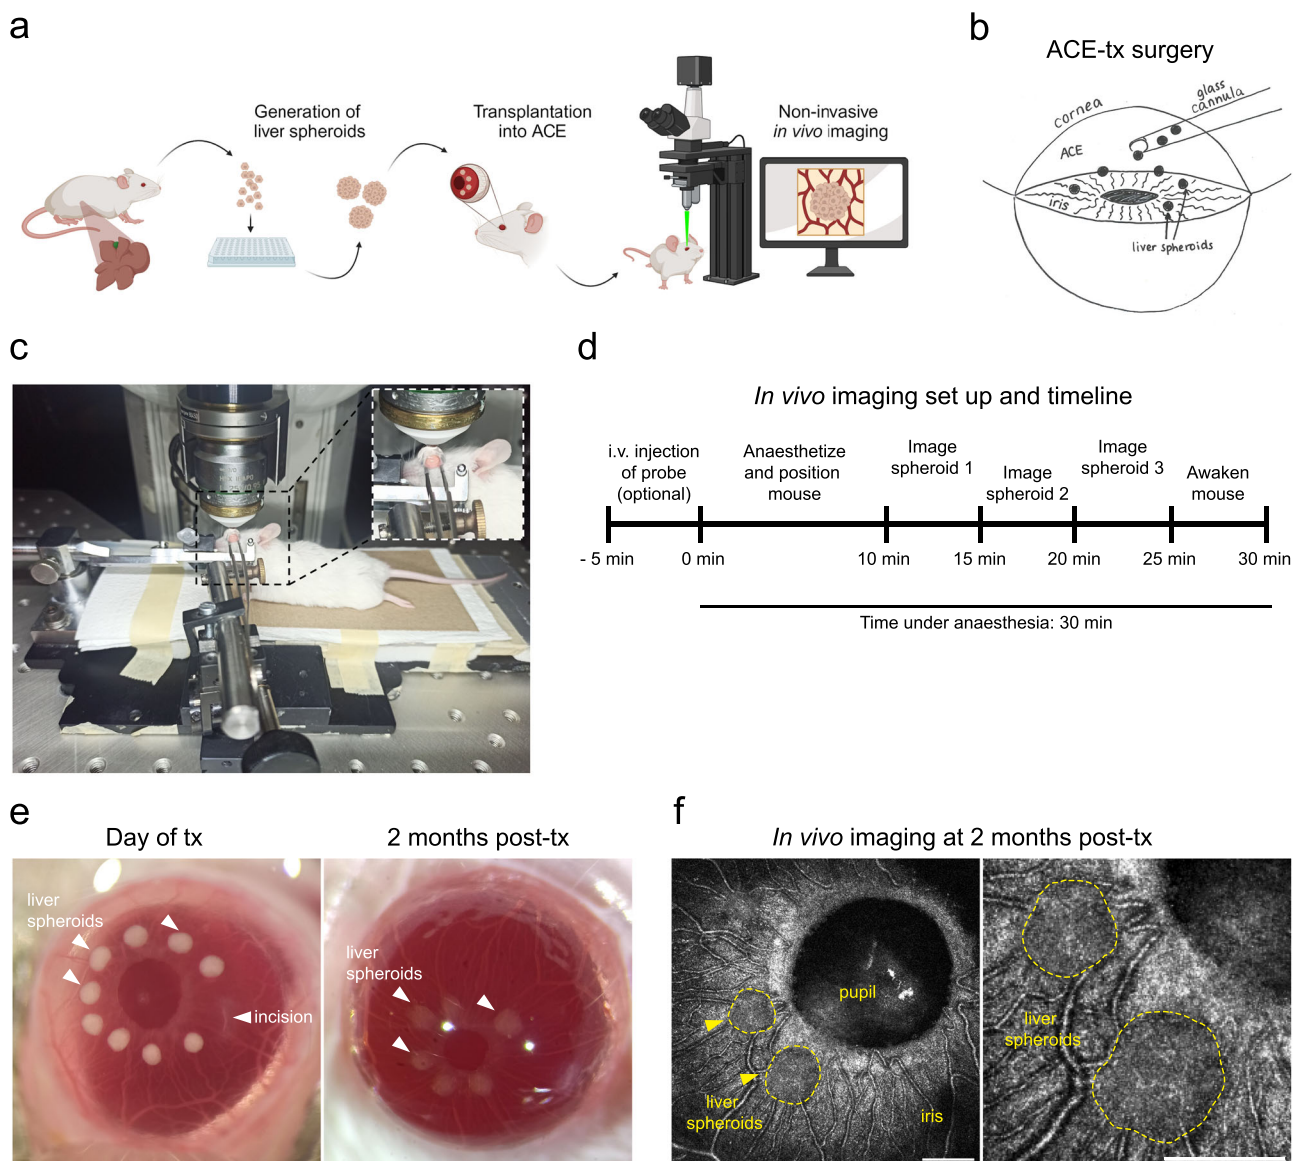 a
Generation of
liver spheroids
Transplantation
into ACE
Non-invasive
in vivo imaging
b
ACE-tx surgery
cornea
glass
cannula
ACE
iris
liver spheroids
c
d
In vivo imaging set up and timeline
i.v. injection
of probe
(optional)
Anaesthetize
and position
mouse
Image
spheroid 1
Image
spheroid 2
Image
spheroid 3
Awaken
mouse
- 5 min
0 min
10 min
15 min
20 min
25 min
30 min
Time under anaesthesia: 30 min
e
Day of tx
2 months post-tx
liver
spheroids
incision
liver
spheroids
f
In vivo imaging at 2 months post-tx
pupil
liver
spheroids
iris
liver
spheroids